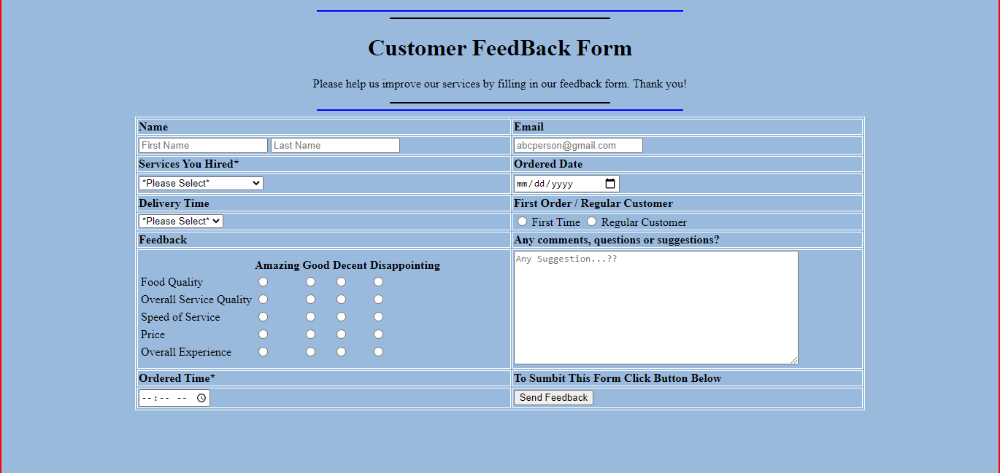 Customer FeedBack Form
Please help us improve our services by filling in our feedback form. Thank you!
Name
Email
First Name
Last Name
abcperson@gmail.com
Services You Hired*
Ordered Date
*Please Select*
mm/dd/yyyy
Delivery Time
First Order / Regular Customer
*Please Select*
First Time
Regular Customer
Feedback
Any comments, questions or suggestions?
Amazing Good Decent Disappointing
Food Quality
Overall Service Quality
Speed of Service
Price
Overall Experience
Any Suggestion...??
Ordered Time*
To Sumbit This Form Click Button Below
--:-- --
Send Feedback